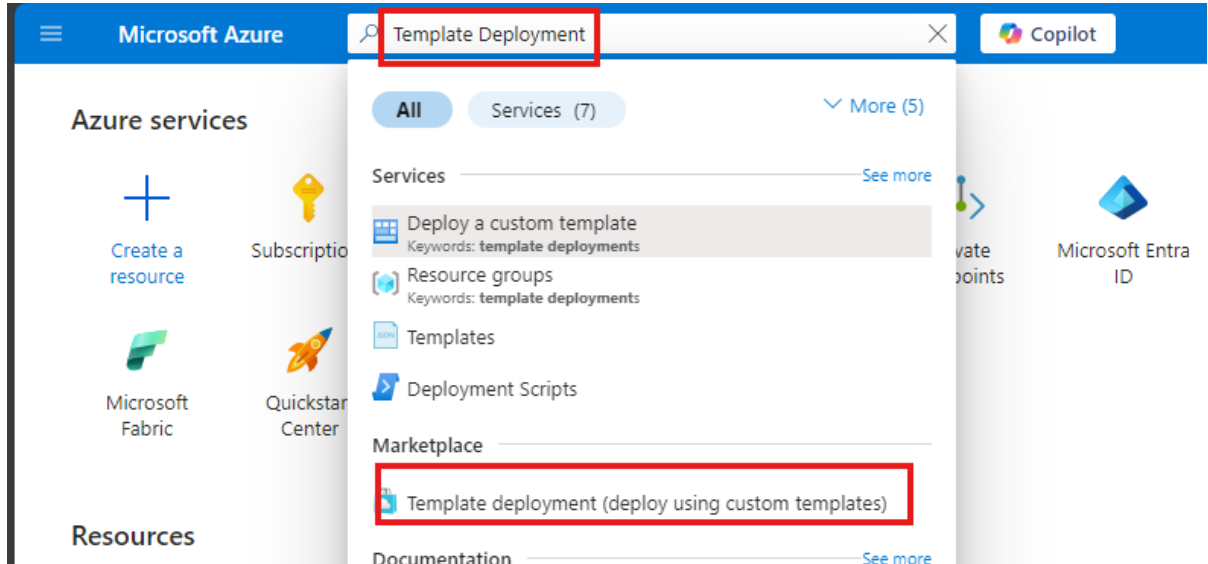 Microsoft Azure
Template Deployment
Copilot
Azure services
All
Services (7)
More (5)
Services
See more
Deploy a custom template
Keywords: template deployments
Resource groups
Keywords: template deployments
Templates
Deployment Scripts
Marketplace
Template deployment (deploy using custom templates)
Documentation
See more
Create a
resource
Subscriptio
vate
points
Microsoft Entra
ID
Microsoft
Fabric
Quickstar
Center
Resources
JSON